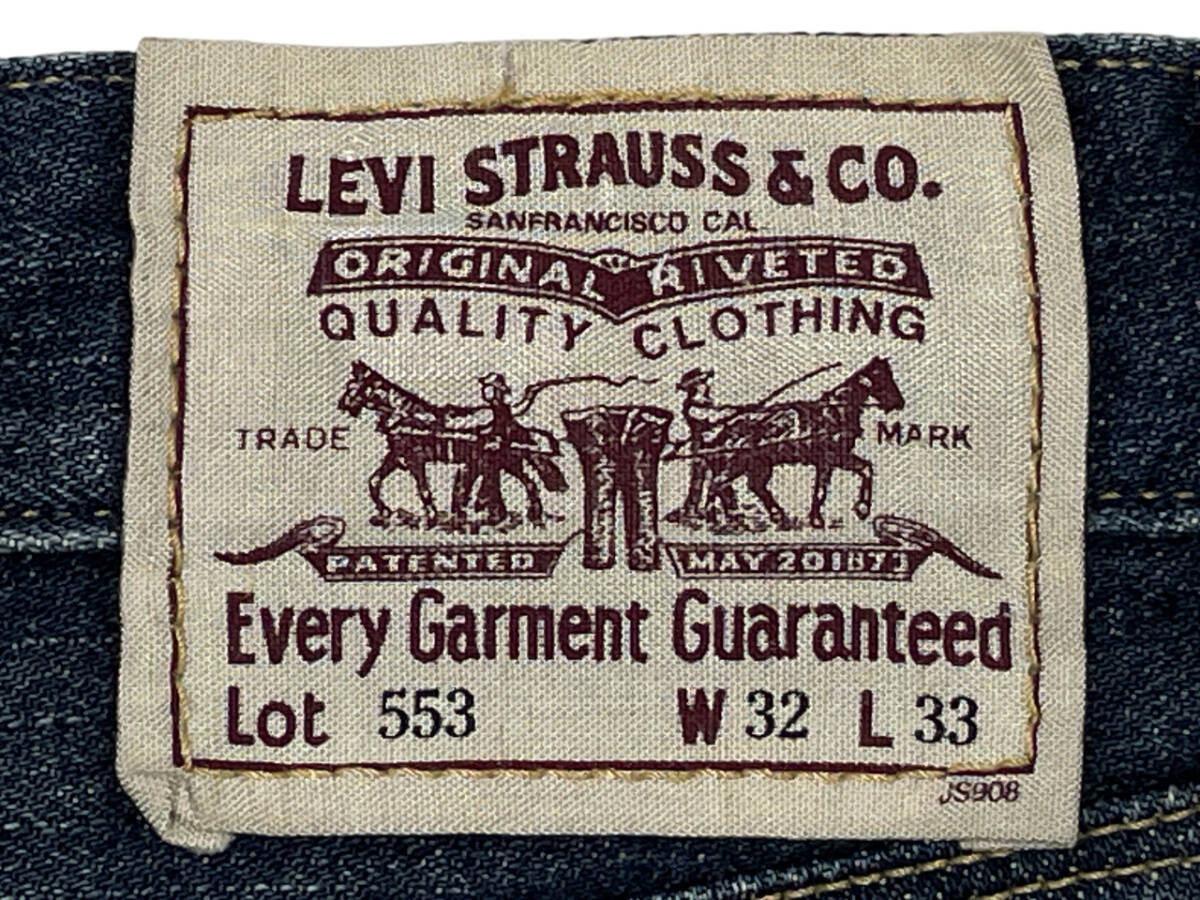 LEVI STRAUSS & CO.
SANFRANCISCO CAL
ORIGINAL RIVETED
QUALITY CLOTHING
TRADE MARK
PATENTED MAY 20 1873
Every Garment Guaranteed
Lot 553 W 32 L 33
JS908